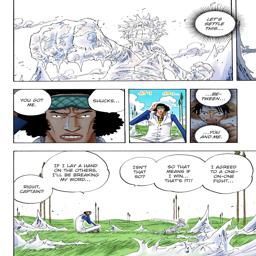 LET'S
SETTLE
THIS...
YOU GOT
ME.
SHUCKS...
...BE-
TWEEN...
...YOU
AND ME.
IF I LAY A HAND
ON THE OTHERS,
I'LL BE BREAKING
MY WORD...
RIGHT,
CAPTAIN?
ISN'T
THAT
SO?
SO THAT
MEANS IF
I WIN...
...THAT'S IT!!
I AGREED
TO A ONE-
ON-ONE
FIGHT...